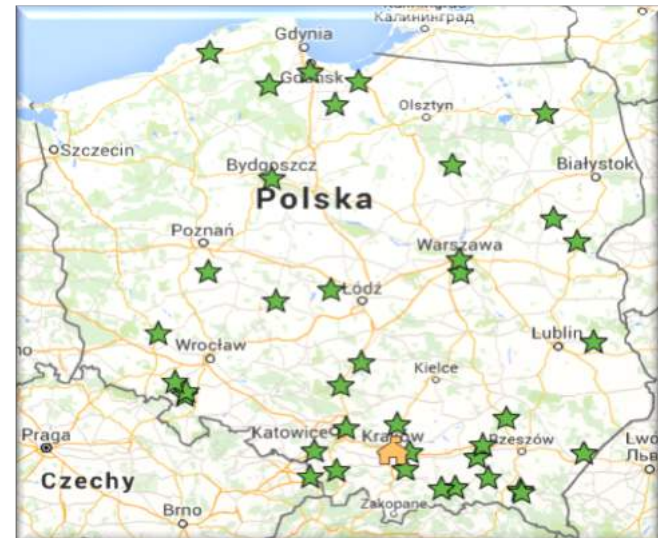 Калининград
Gdynia
Gdańsk
Olsztyn
Szczecin
Bydgoszcz
Białystok
Polska
Poznań
Warszawa
Łódź
Lublin
Wrocław
Kielce
Katowice
Kraków
Rzeszów
Praga
Czechy
Zakopane
Brno